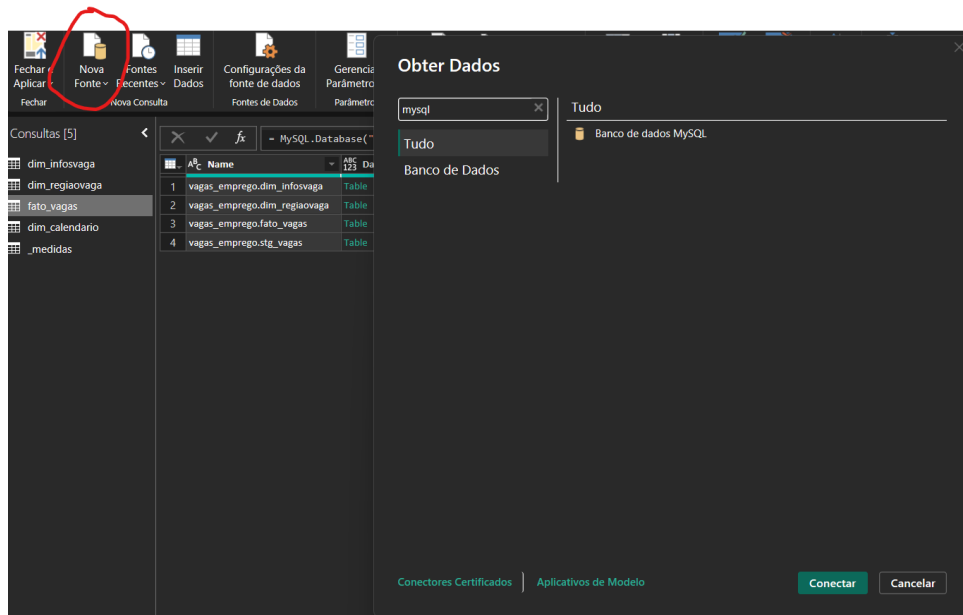 Fechar e
Aplicar
Fechar
Nova
Fonte
Fontes
Recentes
Inserir
Dados
Nova Consulta
Configurações da
fonte de dados
Fontes de Dados
Consultas [5]
dim_infosvaga
dim_regiaovaga
fato_vagas
dim_calendario
_medidas
fx
= MySQL.Database("
ABC Name
ABC 123
1 vagas_emprego.dim_infosvaga Table
2 vagas_emprego.dim_regiaovaga Table
3 vagas_emprego.fato_vagas Table
4 vagas_emprego.stg_vagas Table
Obter Dados
mysql
Tudo
Banco de Dados
Tudo
Banco de dados MySQL
Conectores Certificados
Aplicativos de Modelo
Conectar
Cancelar